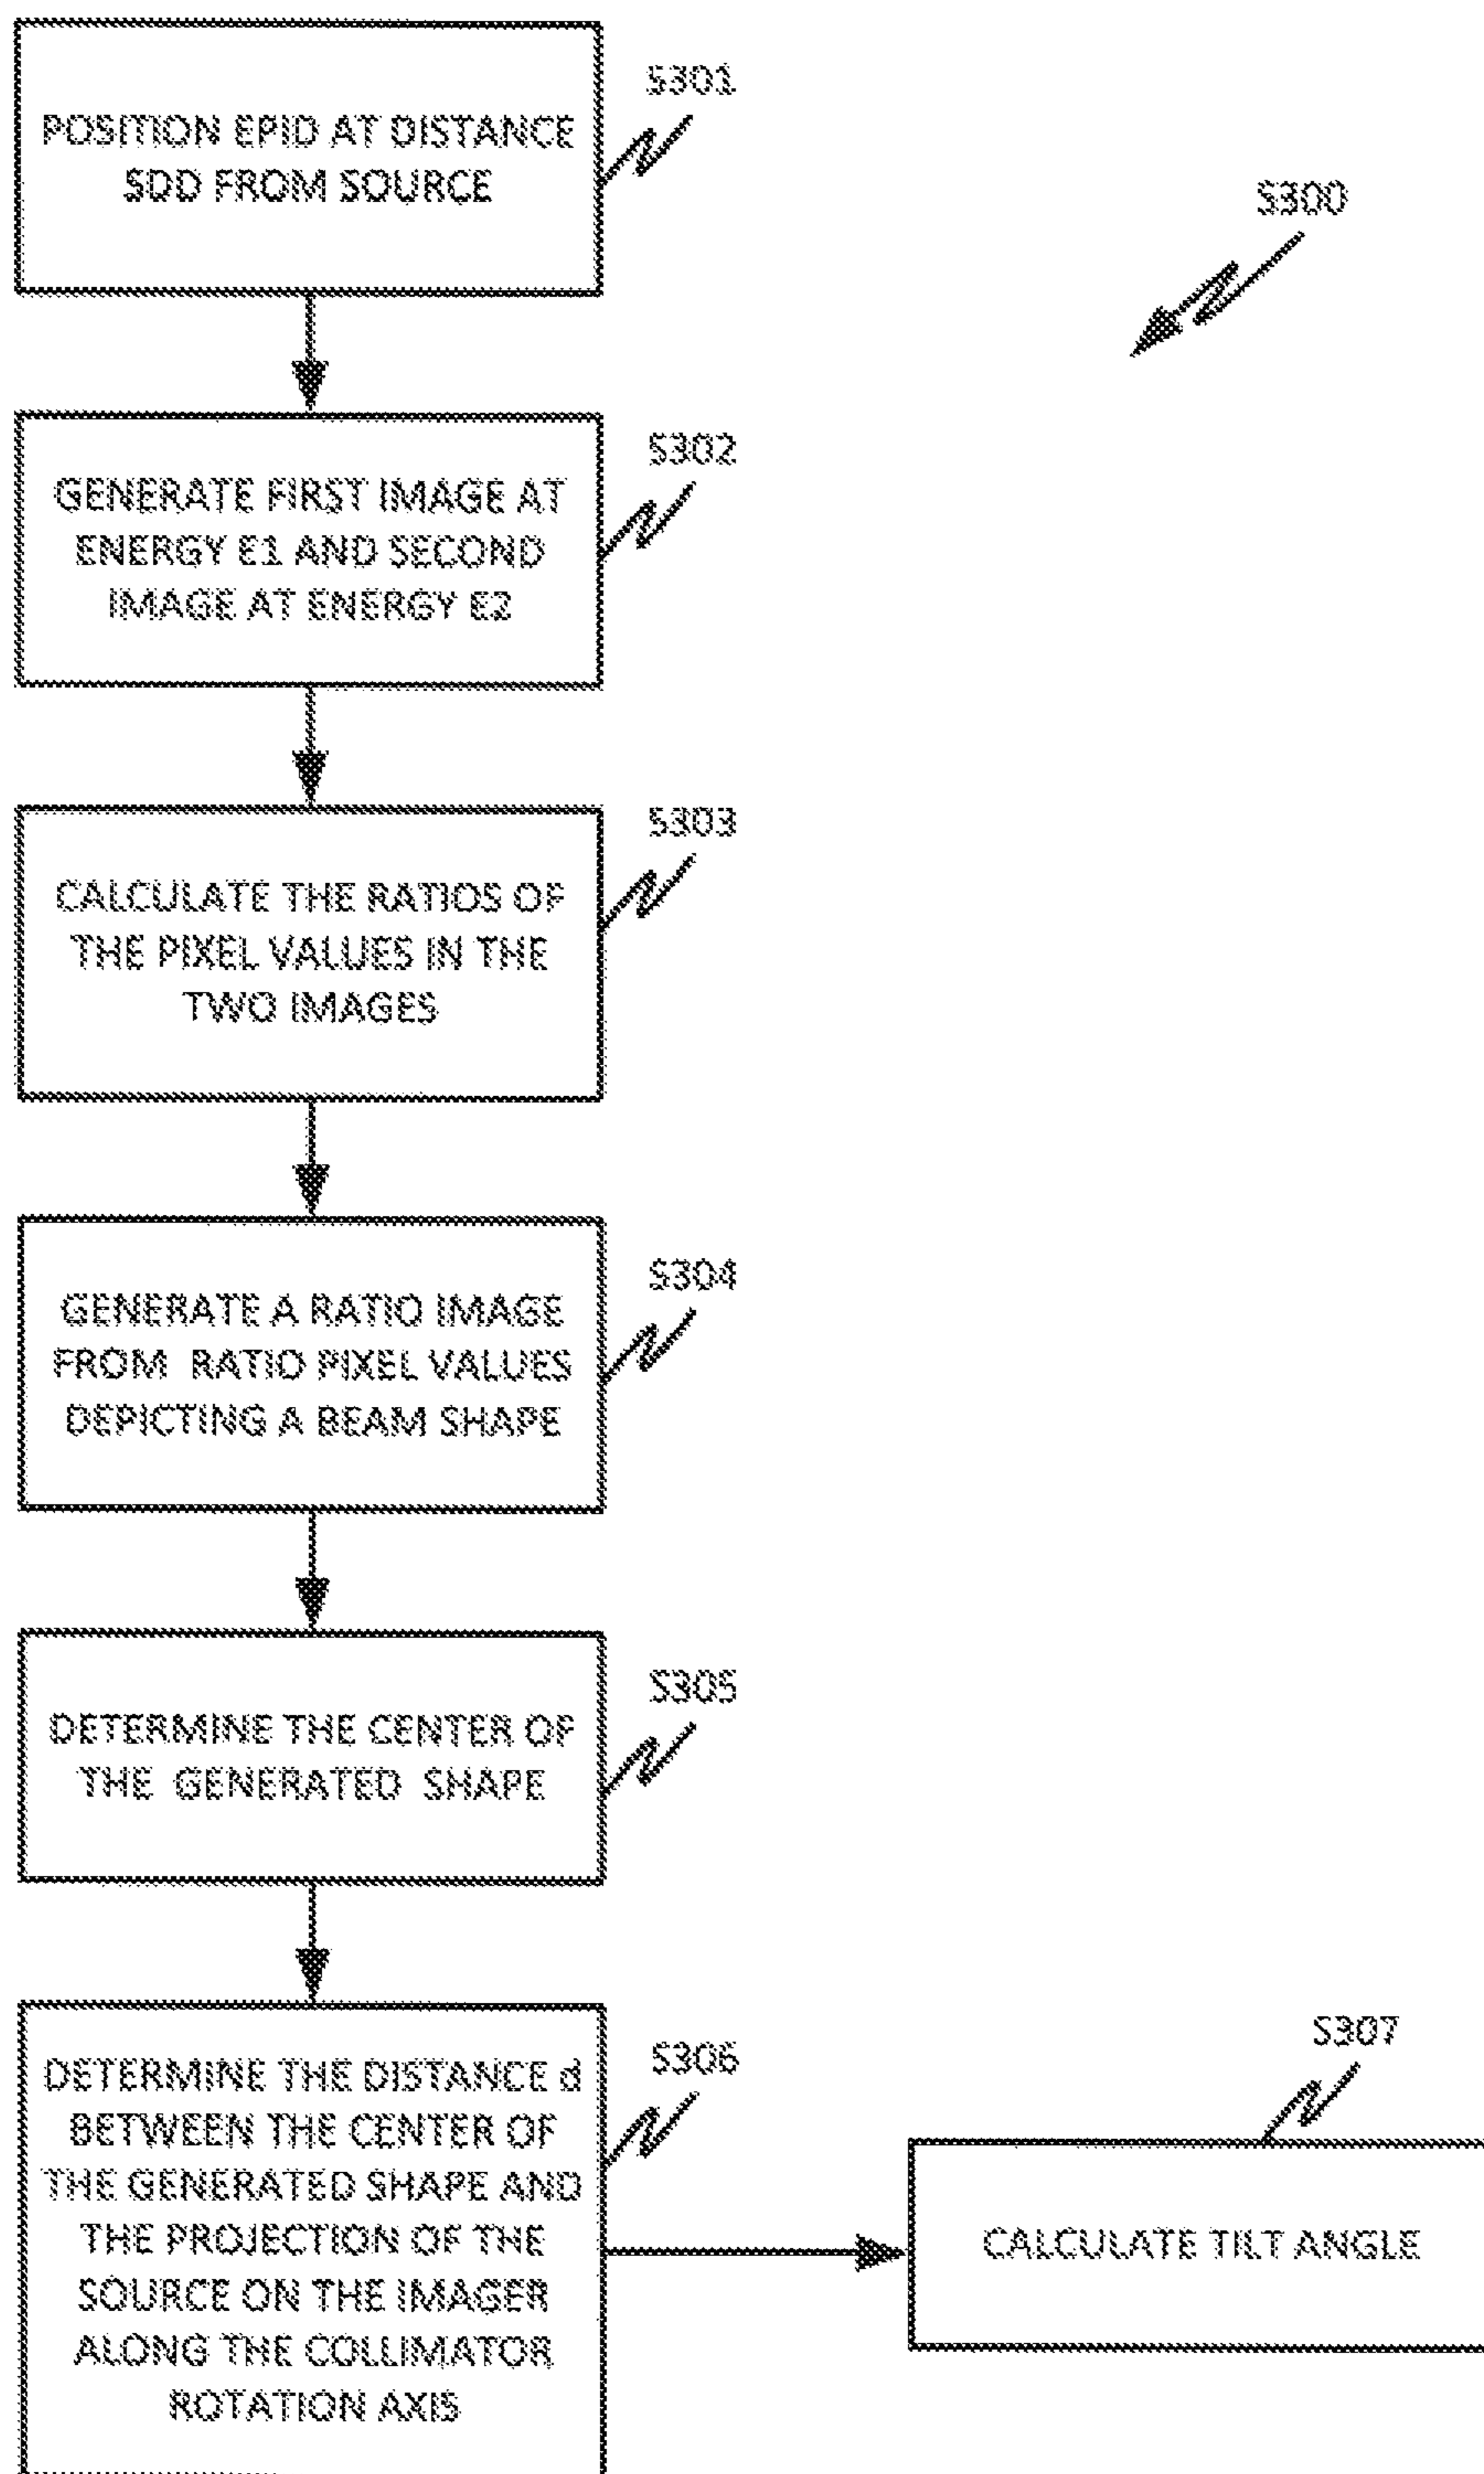 POSITION EPID AT DISTANCE
SDD FROM SOURCE
S301
S300
GENERATE FIRST IMAGE AT
ENERGY E1 AND SECOND
IMAGE AT ENERGY E2
S302
CALCULATE THE RATIOS OF
THE PIXEL VALUES IN THE
TWO IMAGES
S303
GENERATE A RATIO IMAGE
FROM RATIO PIXEL VALUES
DEPICTING A BEAM SHAPE
S304
DETERMINE THE CENTER OF
THE GENERATED SHAPE
S305
DETERMINE THE DISTANCE d
BETWEEN THE CENTER OF
THE GENERATED SHAPE AND
THE PROJECTION OF THE
SOURCE ON THE IMAGER
ALONG THE COLLIMATOR
ROTATION AXIS
S306
S307
CALCULATE TILT ANGLE